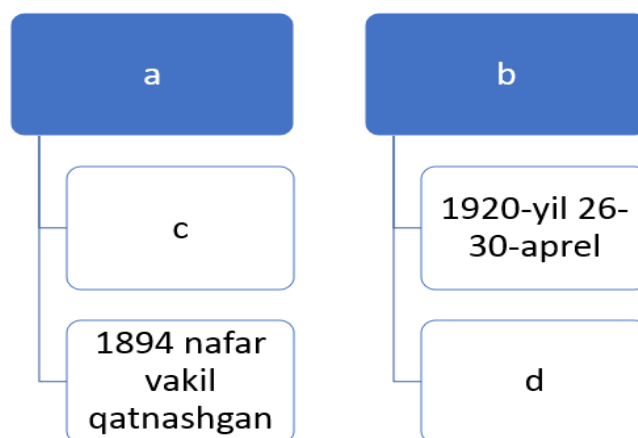 a
c
1894 nafar
vakil
qatnashgan
b
1920-yil 26-
30-aprel
d